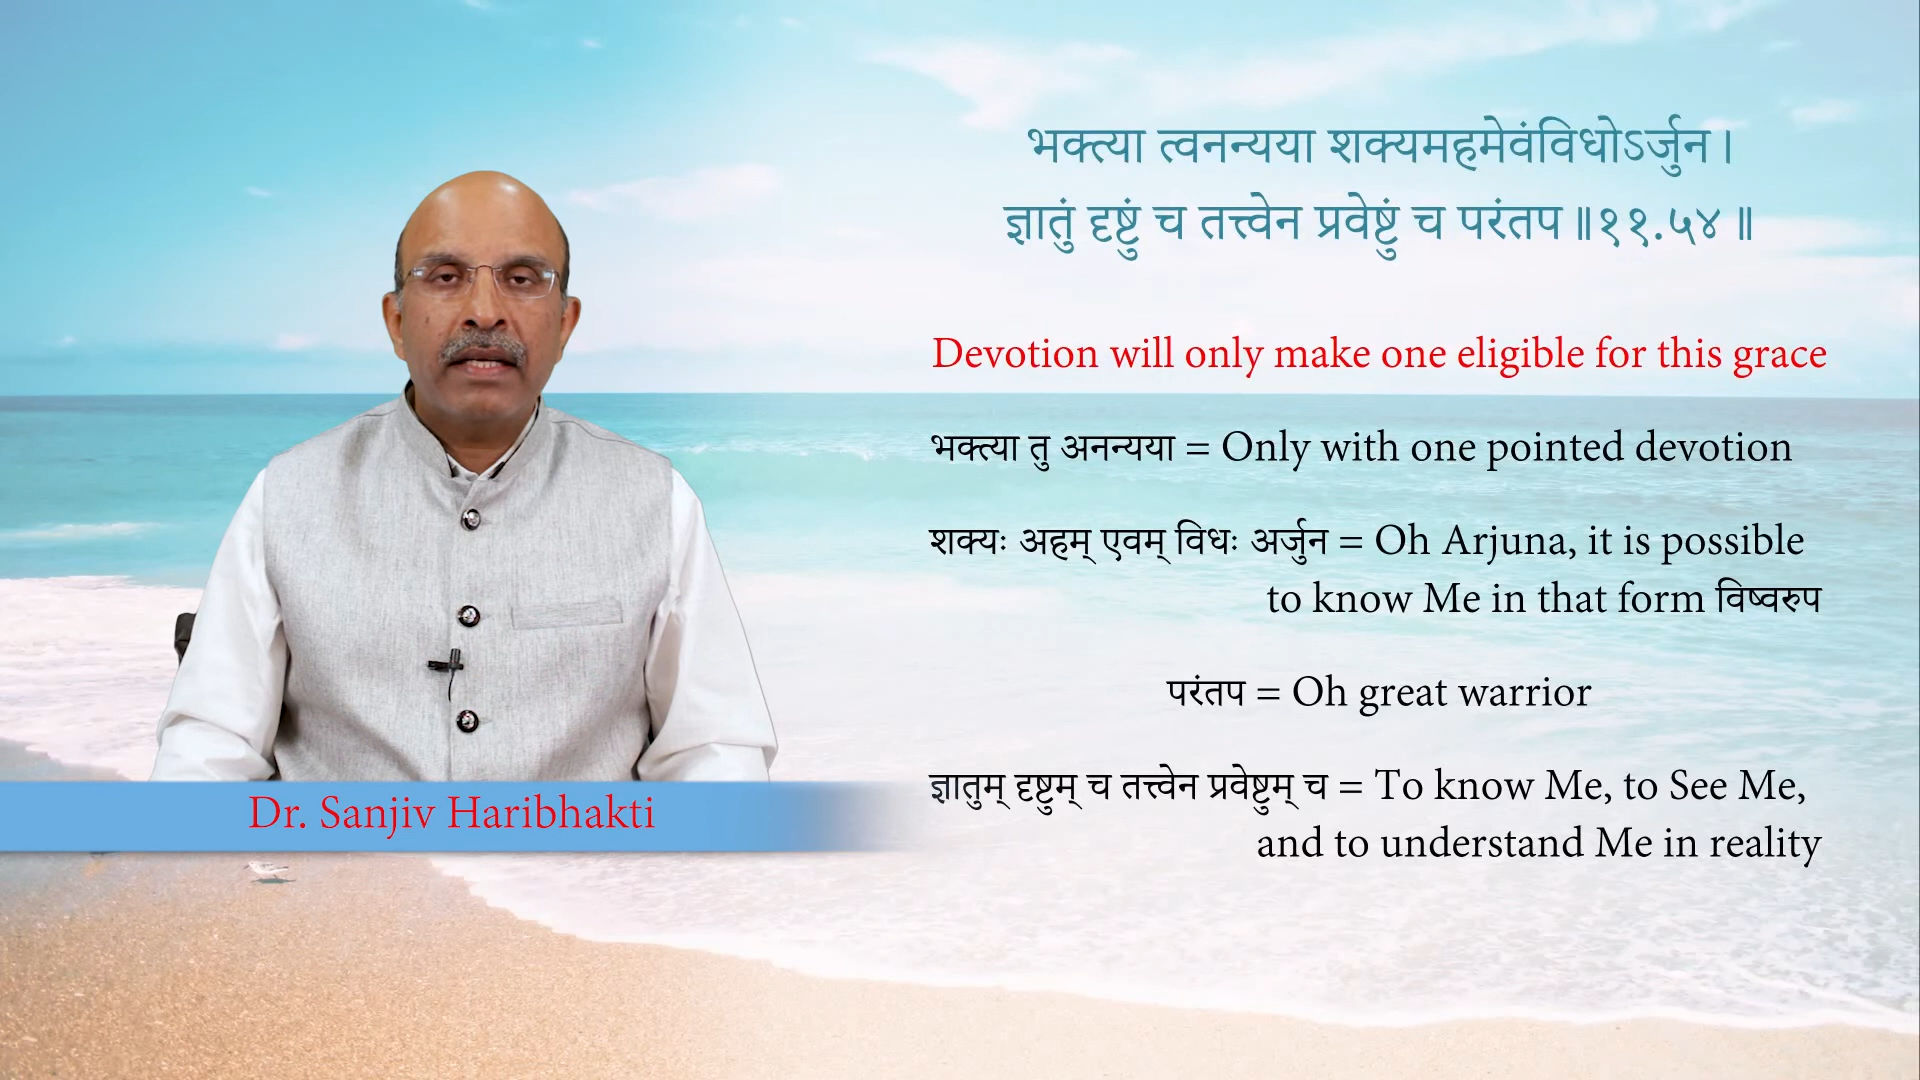 भक्त्या त्वनन्यया शक्यमहमेवंविधोऽर्जुन।
ज्ञातुं दृष्टुं च तत्त्वेन प्रवेष्टुं च परंतप॥११.५४॥
Devotion will only make one eligible for this grace
भक्त्या तु अनन्यया = Only with one pointed devotion
शक्यः अहम् एवम् विधः अर्जुन = Oh Arjuna, it is possible
to know Me in that form विष्वरुप
परंतप = Oh great warrior
ज्ञातुम् दृष्टुम् च तत्त्वेन प्रवेष्टुम् च = To know Me, to See Me,
and to understand Me in reality
Dr. Sanjiv Haribhakti